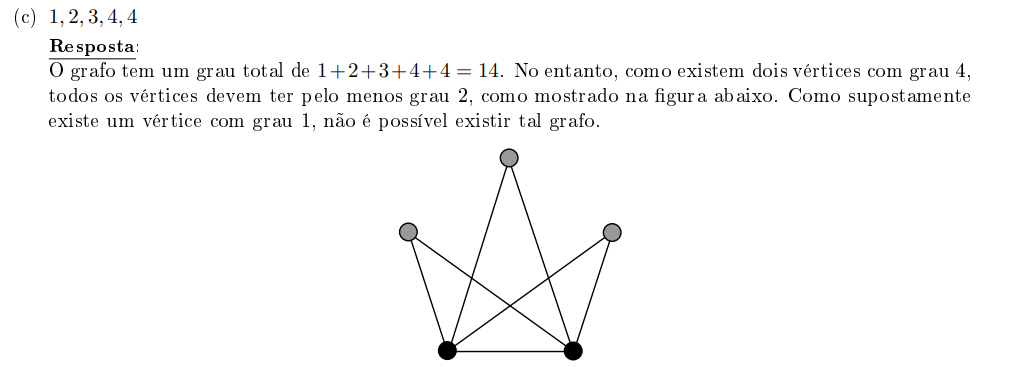 (c) 1, 2, 3, 4, 4
Resposta:
O grafo tem um grau total de 1+2+3+4+4 = 14. No entanto, como existem dois vértices com grau 4,
todos os vértices devem ter pelo menos grau 2, como mostrado na figura abaixo. Como supostamente
existe um vértice com grau 1, não é possível existir tal grafo.